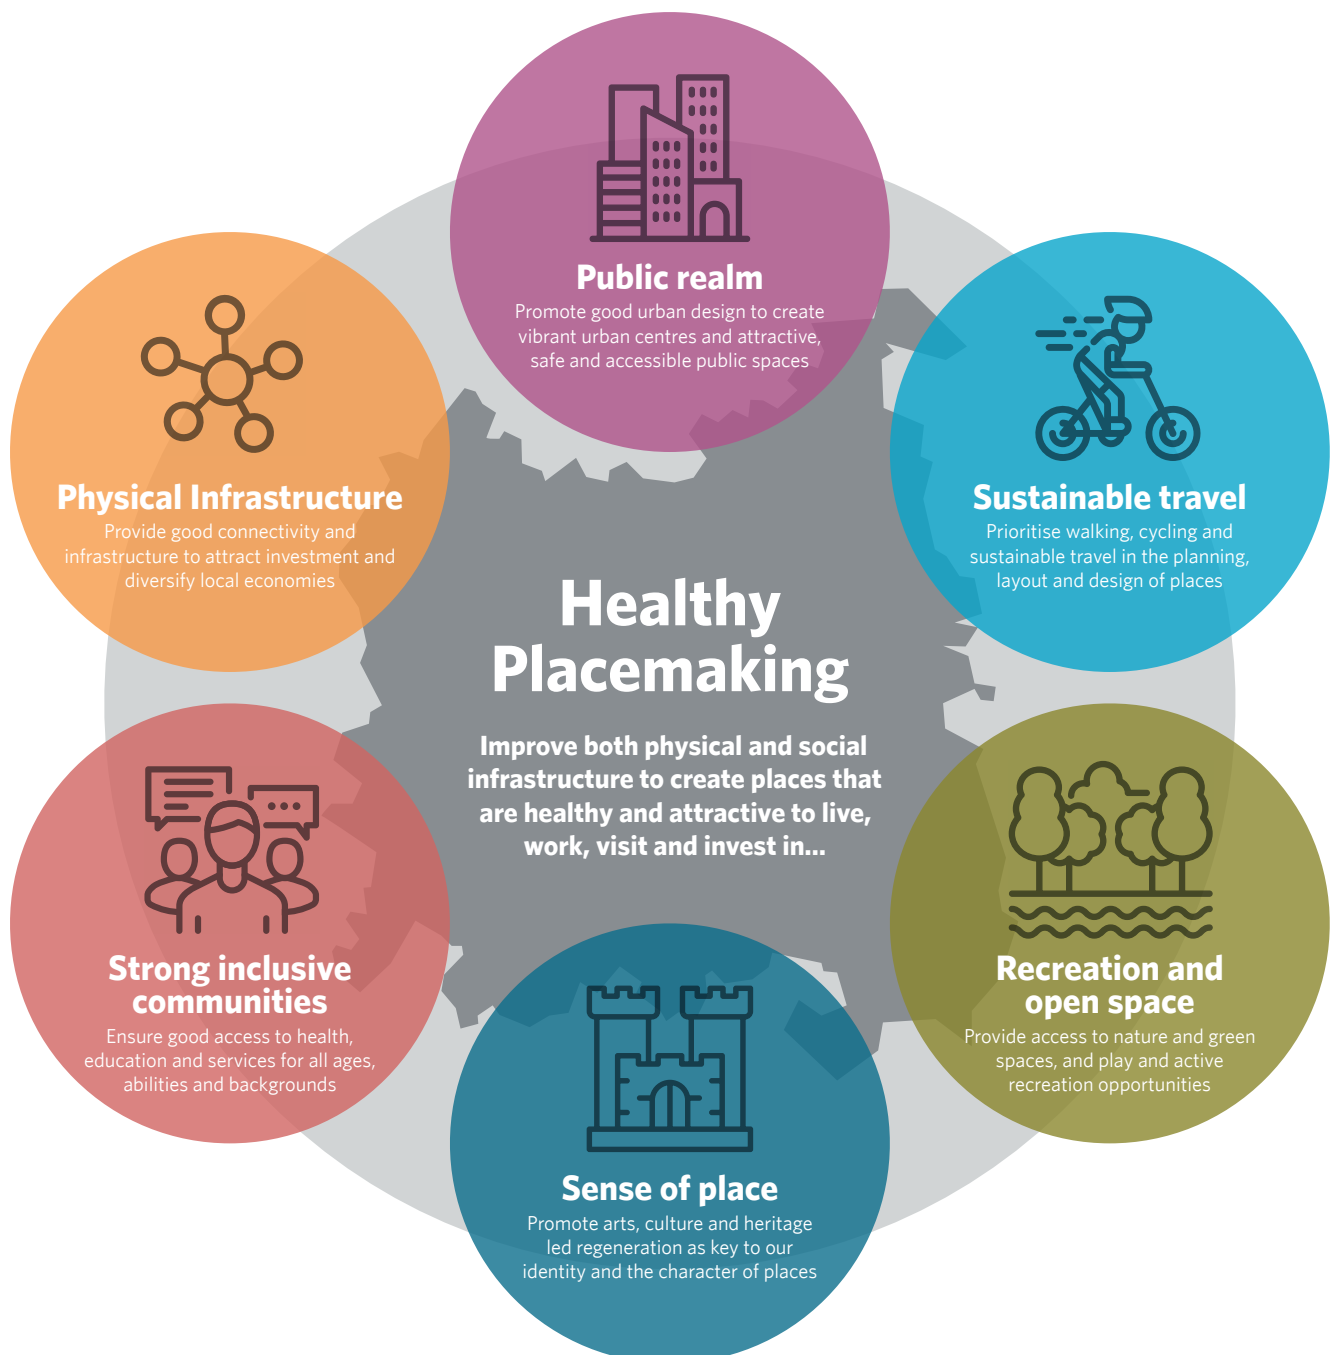 Public realm
Promote good urban design to create
vibrant urban centres and attractive,
safe and accessible public spaces
Physical Infrastructure
Provide good connectivity and
infrastructure to attract investment and
diversify local economies
Sustainable travel
Prioritise walking, cycling and
sustainable travel in the planning,
layout and design of places
Healthy
Placemaking
Improve both physical and social
infrastructure to create places that
are healthy and attractive to live,
work, visit and invest in...
Strong inclusive
communities
Ensure good access to health,
education and services for all ages,
abilities and backgrounds
Recreation and
open space
Provide access to nature and green
spaces, and play and active
recreation opportunities
Sense of place
Promote arts, culture and heritage
led regeneration as key to our
identity and the character of places